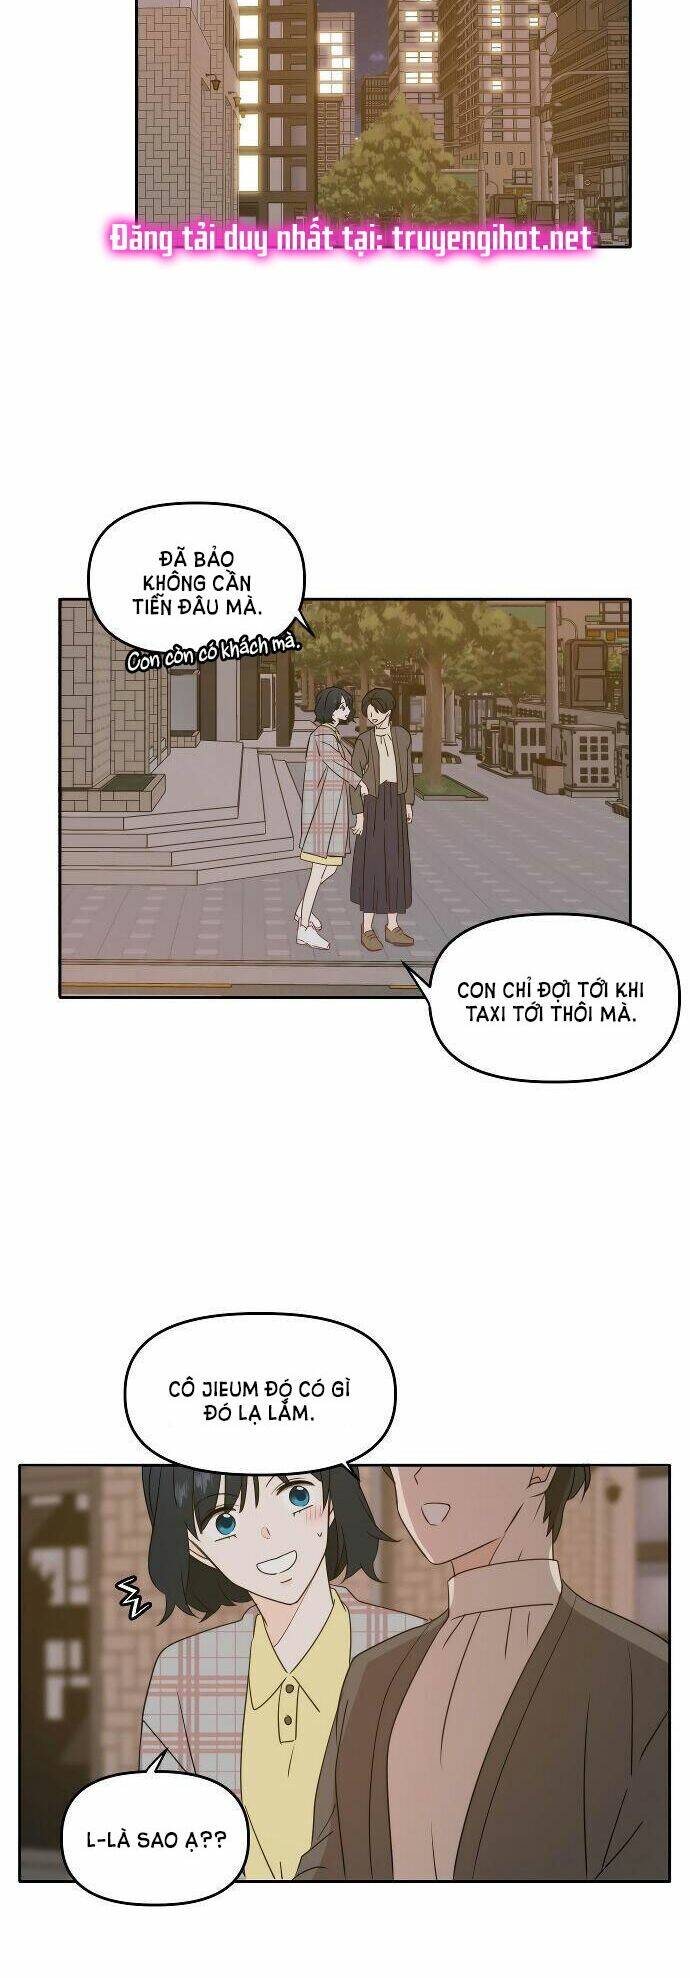 Đăng tải duy nhất tại: truyengihot.net
ĐÃ BẢO
KHÔNG CẦN
TIỄN ĐÂU MÀ.
Con còn có khách mà.
CON CHỈ ĐỢI TỚI KHI
TAXI TỚI THÔI MÀ.
CÔ JIEUM ĐÓ CÓ GÌ
ĐÓ LẠ LẮM.
L-LÀ SAO Ạ??